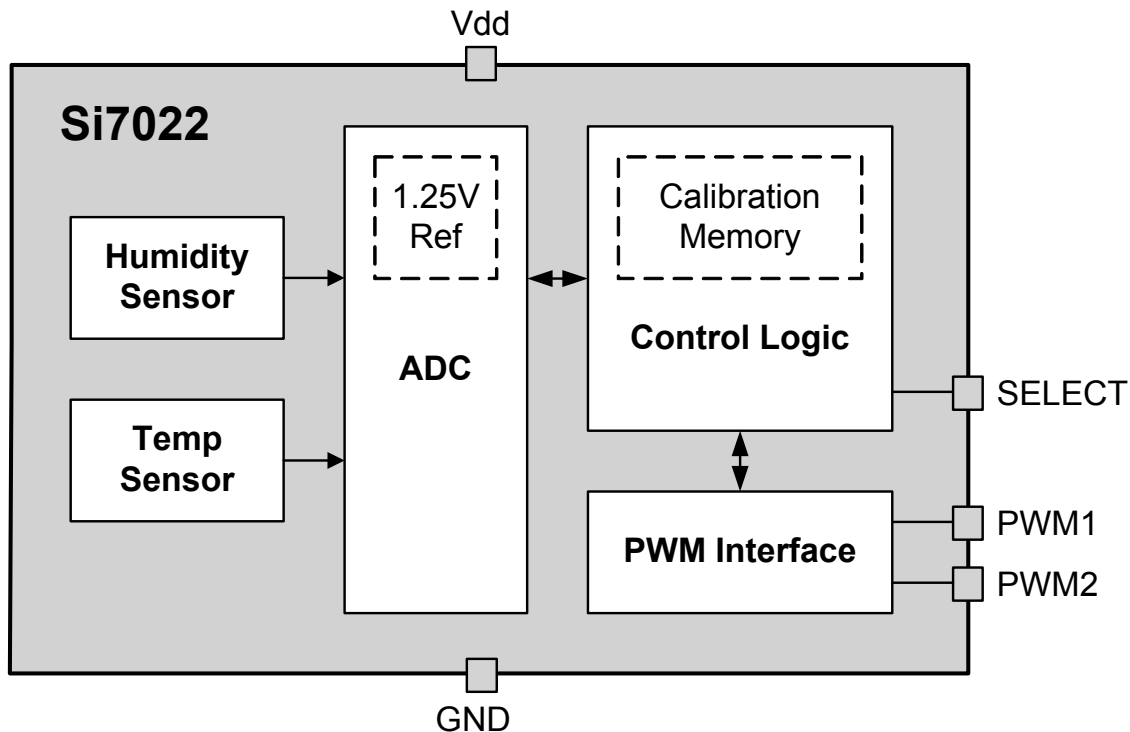 Vdd
Si7022
1.25V
Ref
Calibration
Memory
Humidity
Sensor
Control Logic
ADC
SELECT
Temp
Sensor
PWM1
PWM Interface
PWM2
GND